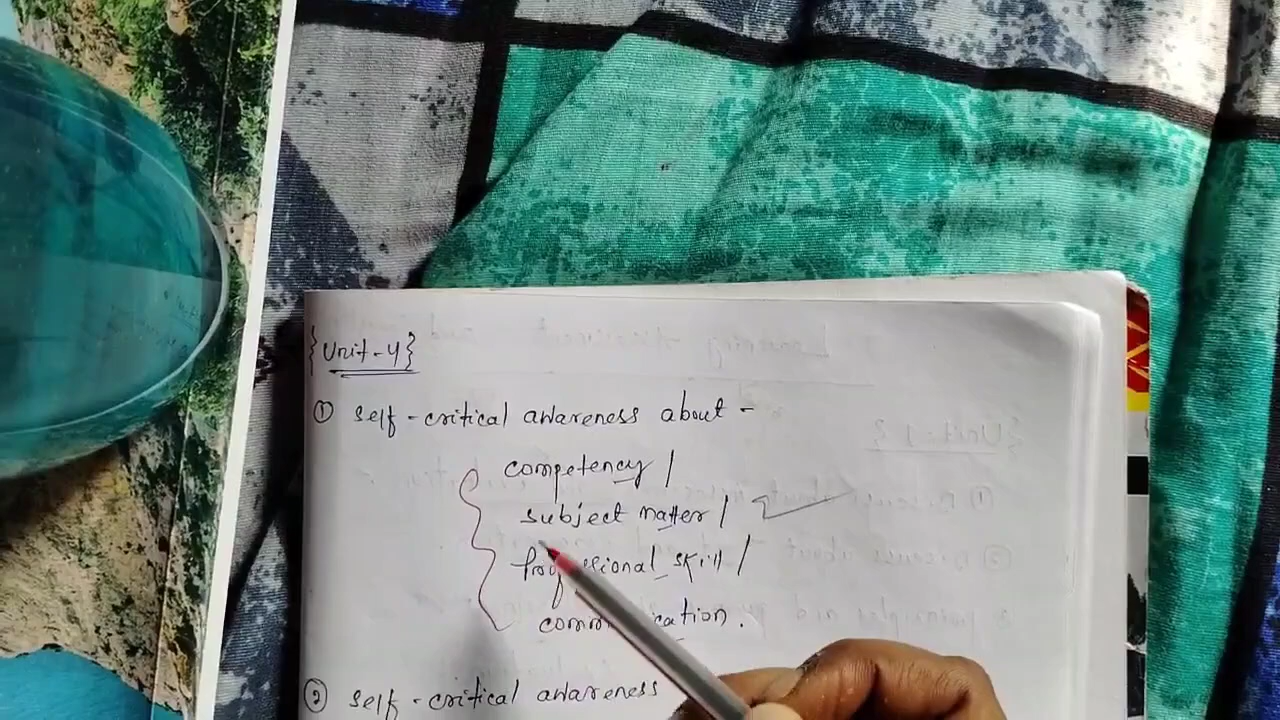 {Unit-4}
① self-critical awareness about -
competency /
subject matter /
professional skill /
communication.
② self-critical awareness